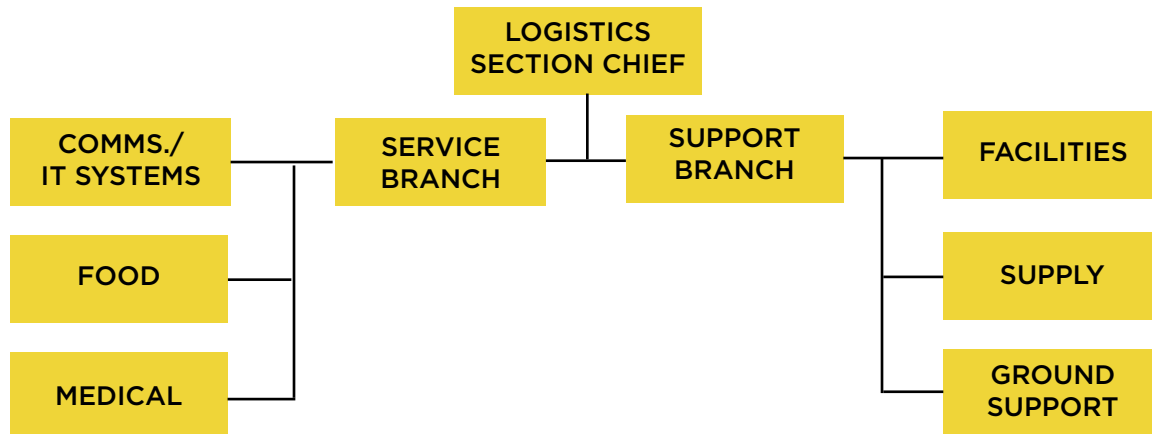 LOGISTICS
SECTION CHIEF
COMMS./
IT SYSTEMS
SERVICE
BRANCH
SUPPORT
BRANCH
FACILITIES
FOOD
SUPPLY
MEDICAL
GROUND
SUPPORT